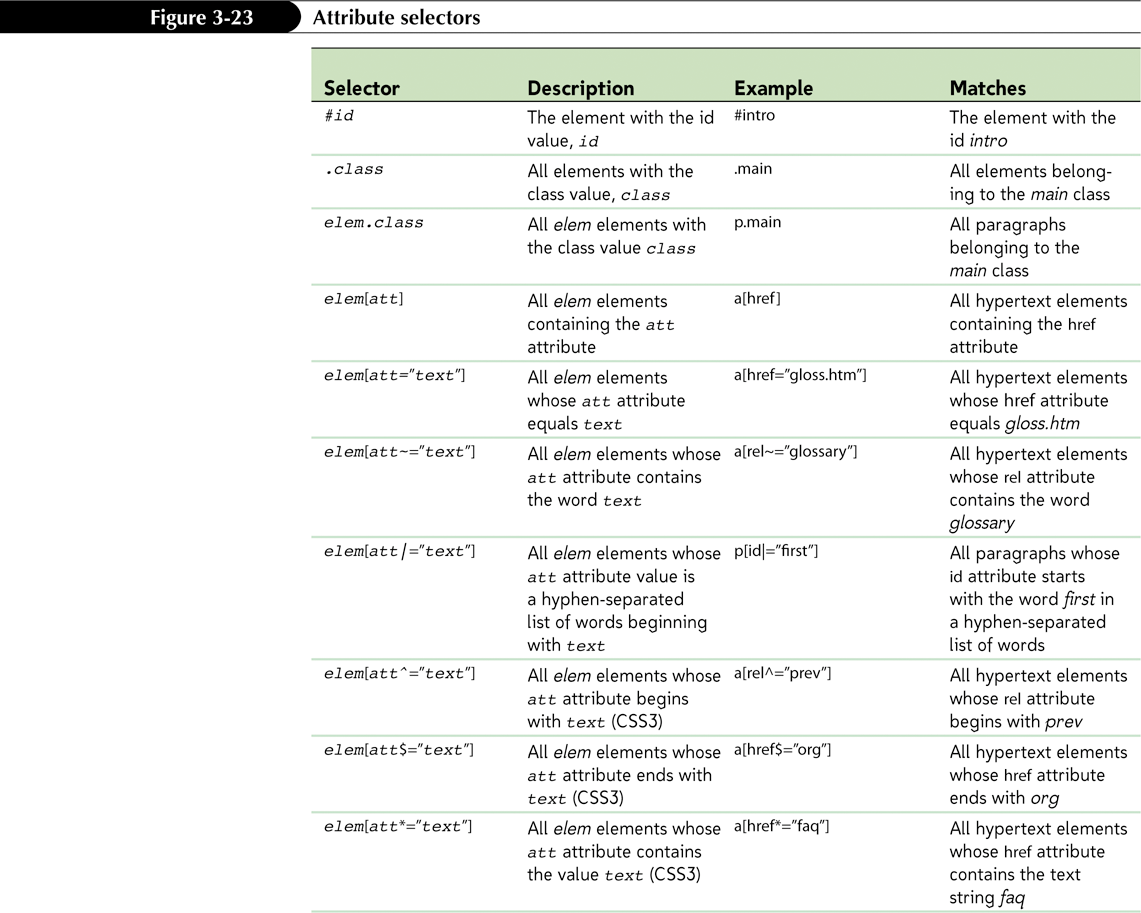 Figure 3-23 Attribute selectors
Selector Description Example Matches
#id The element with the id #intro The element with the
value, id id intro
.class All elements with the .main All elements belong-
class value, class ing to the main class
elem.class All elem elements with p.main All paragraphs
the class value class belonging to the
main class
elem[att] All elem elements a[href] All hypertext elements
containing the att containing the href
attribute attribute
elem[att="text"] All elem elements a[href="gloss.htm"] All hypertext elements
whose att attribute whose href attribute
equals text equals gloss.htm
elem[att~="text"] All elem elements whose a[rel~="glossary"] All hypertext elements
att attribute contains whose rel attribute
the word text contains the word
glossary
elem[att|="text"] All elem elements whose p[id|="first"] All paragraphs whose
att attribute value is id attribute starts
a hyphen-separated with the word first in
list of words beginning a hyphen-separated
with text list of words
elem[att^="text"] All elem elements whose a[rel^="prev"] All hypertext elements
att attribute begins whose rel attribute
with text (CSS3) begins with prev
elem[att$="text"] All elem elements whose a[href$="org"] All hypertext elements
att attribute ends with whose href attribute
text (CSS3) ends with org
elem[att*="text"] All elem elements whose a[href*="faq"] All hypertext elements
att attribute contains whose href attribute
the value text (CSS3) contains the text
string faq